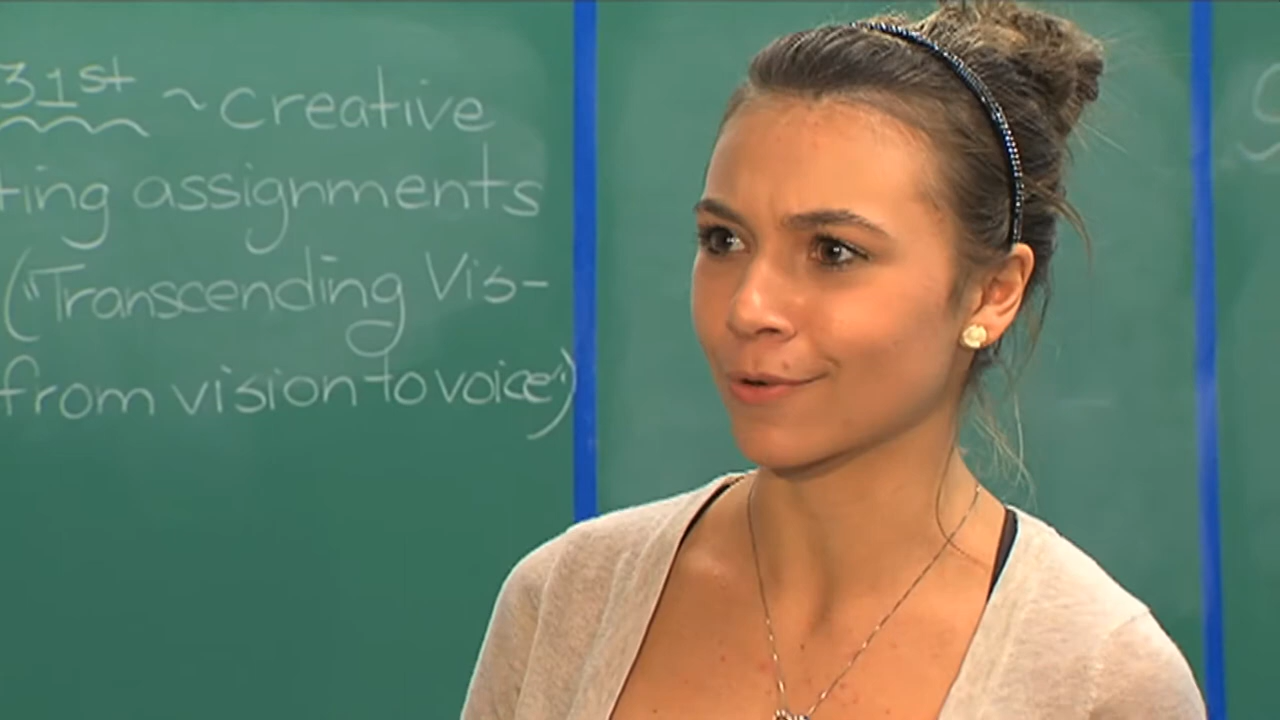 31st ~ creative
ting assignments
("Transcending Vis-
from vision to voice")